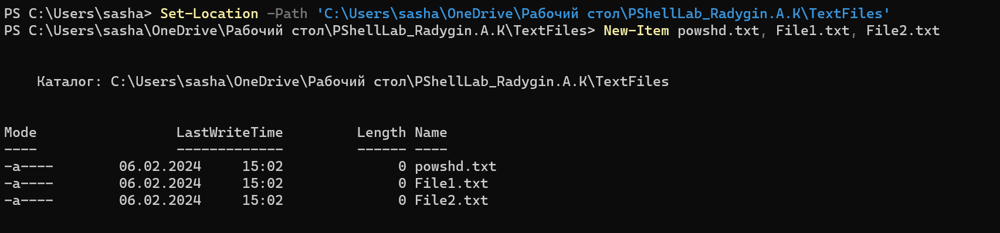 PS C:\Users\sasha> Set-Location -Path 'C:\Users\sasha\OneDrive\Рабочий стол\PShellLab_Radygin.A.K\TextFiles'
PS C:\Users\sasha\OneDrive\Рабочий стол\PShellLab_Radygin.A.K\TextFiles> New-Item powshd.txt, File1.txt, File2.txt
Каталог: C:\Users\sasha\OneDrive\Рабочий стол\PShellLab_Radygin.A.K\TextFiles
Mode LastWriteTime Length Name
---- ------------- ------ ----
-a---- 06.02.2024 15:02 0 powshd.txt
-a---- 06.02.2024 15:02 0 File1.txt
-a---- 06.02.2024 15:02 0 File2.txt